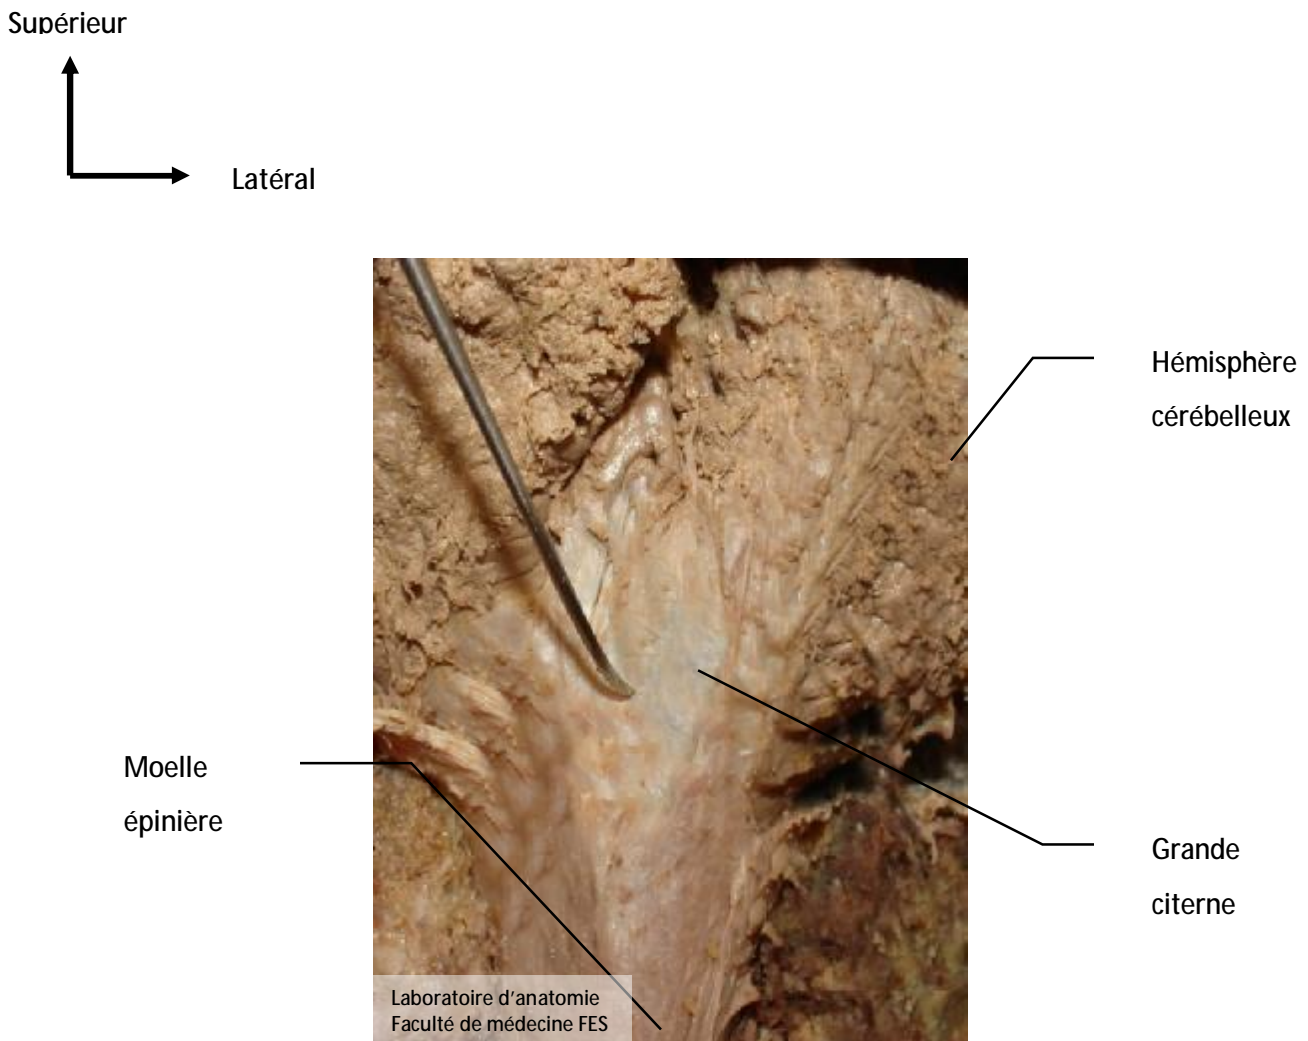 Supérieur
Latéral
Hémisphère
cérébelleux
Moelle
épinière
Grande
citerne
Laboratoire d'anatomie
Faculté de médecine FES